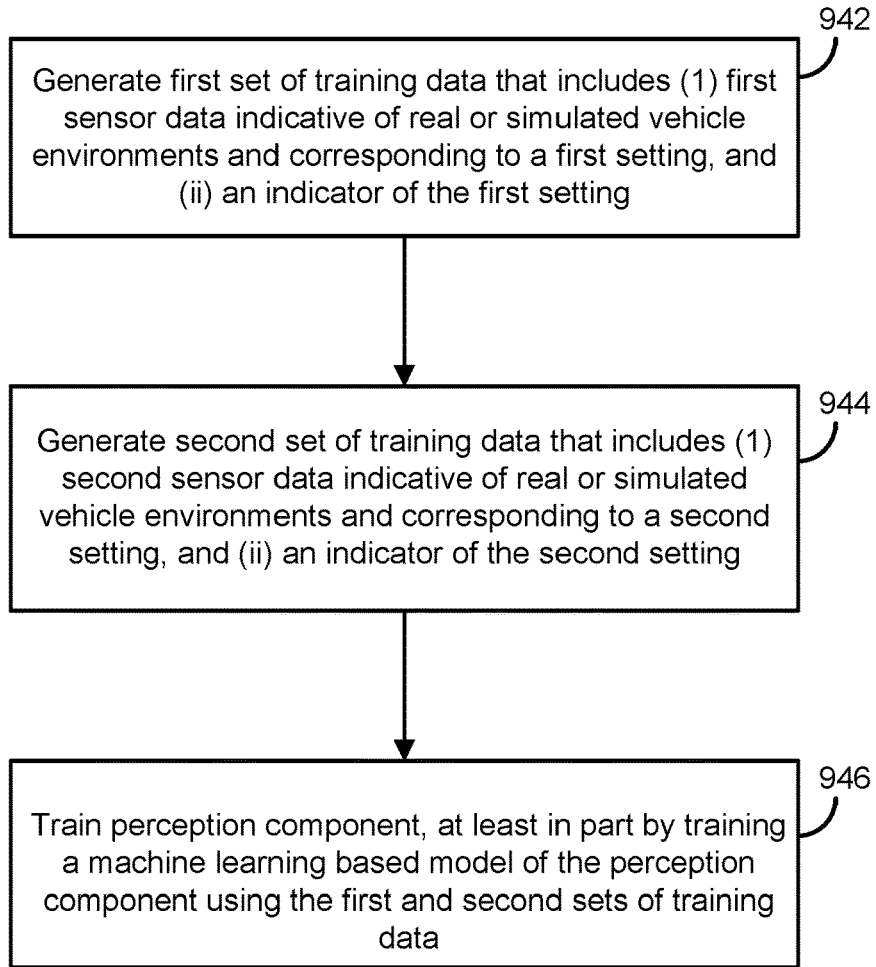 942
Generate first set of training data that includes (1) first
sensor data indicative of real or simulated vehicle
environments and corresponding to a first setting, and
(ii) an indicator of the first setting
944
Generate second set of training data that includes (1)
second sensor data indicative of real or simulated
vehicle environments and corresponding to a second
setting, and (ii) an indicator of the second setting
946
Train perception component, at least in part by training
a machine learning based model of the perception
component using the first and second sets of training
data